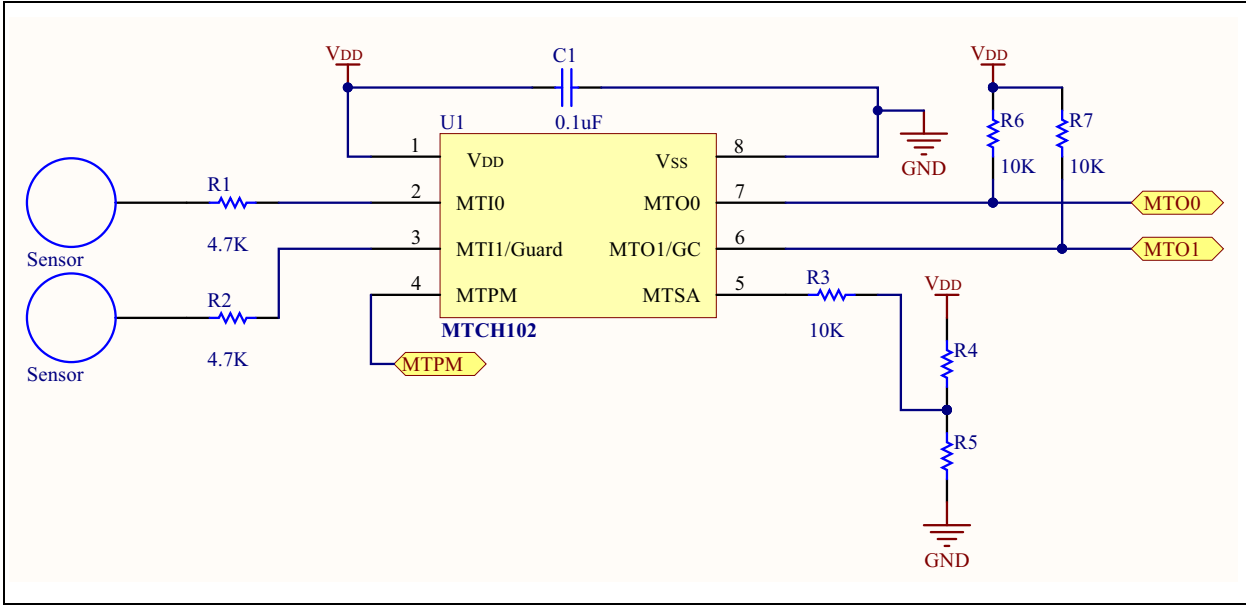 VDD
C1
0.1uF
VDD
R6
10K
R7
10K
GND
U1
1
VDD
VSS
8
R1
4.7K
2
MTI0
MTO0
7
MTO0
Sensor
3
MTI1/Guard
MTO1/GC
6
MTO1
R2
4.7K
4
MTPM
MTSA
5
R3
10K
VDD
Sensor
MTCH102
MTPM
R4
R5
GND